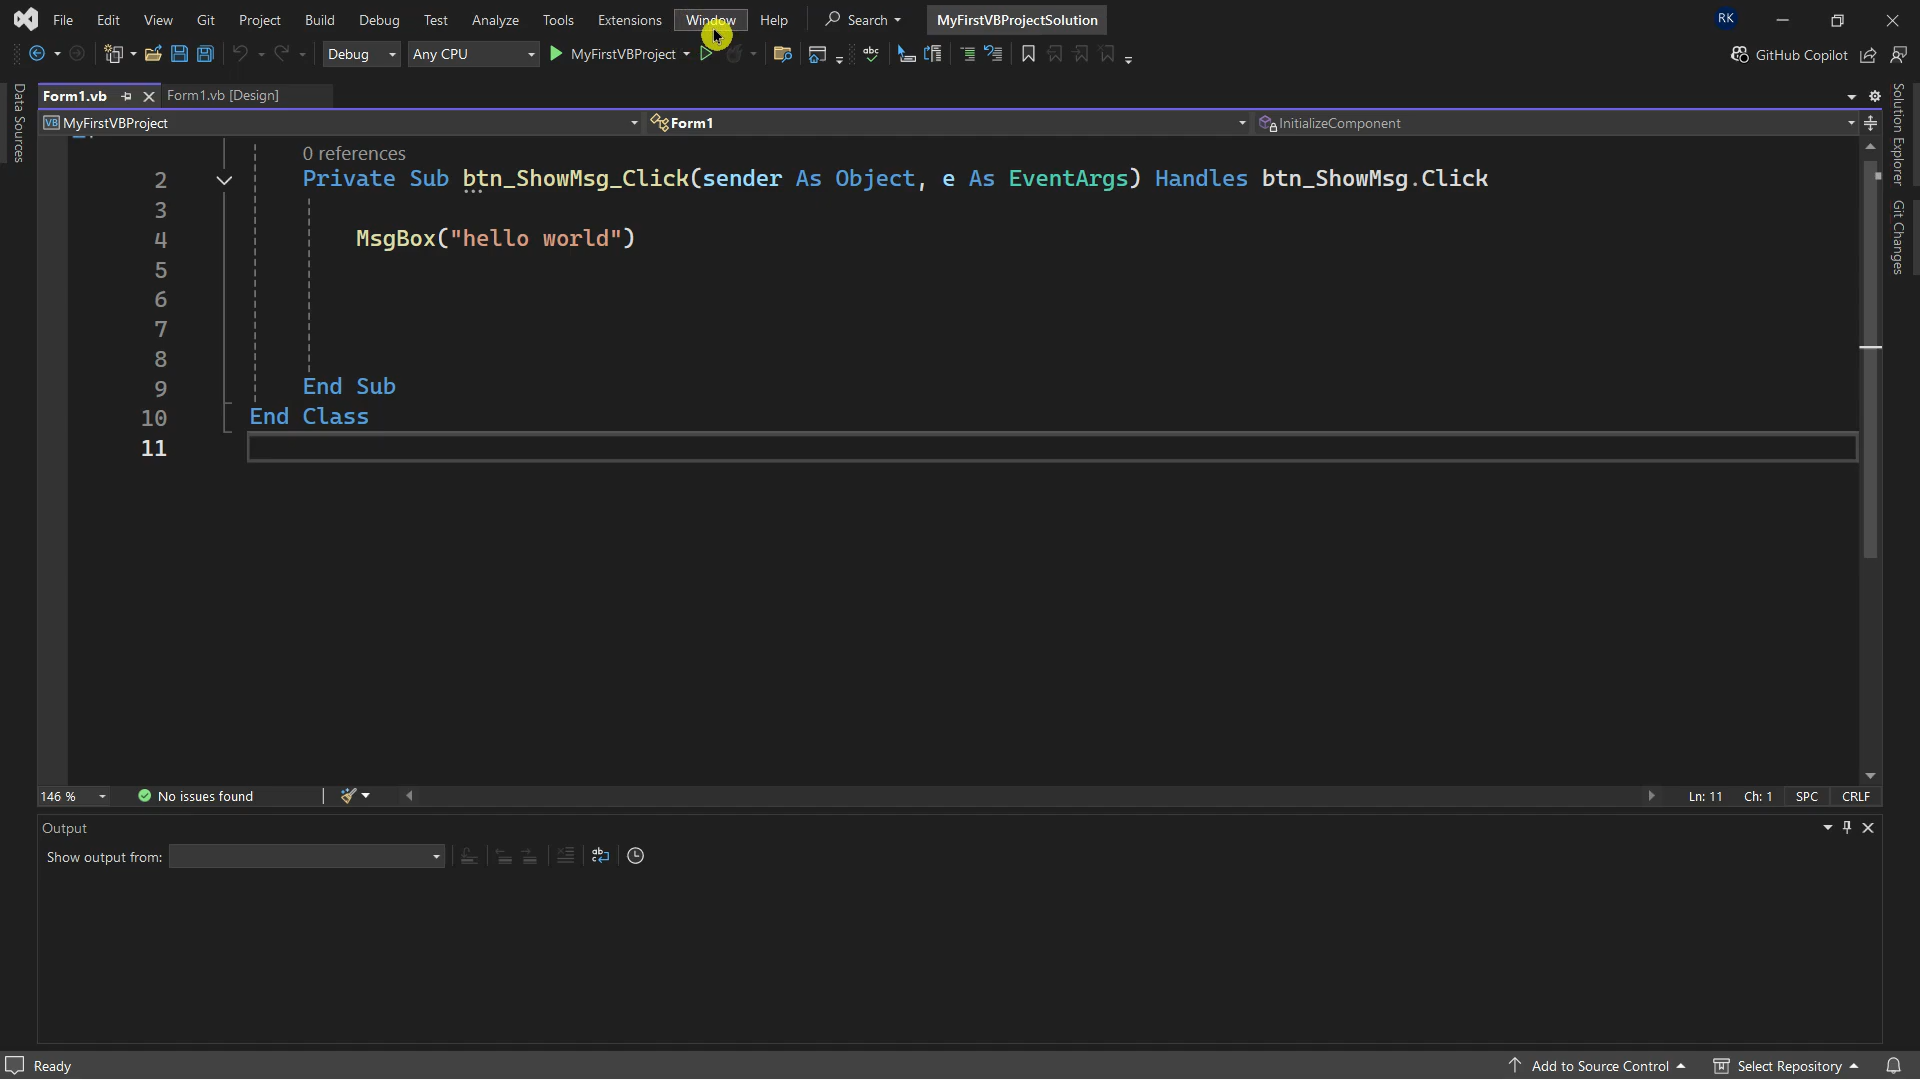 File Edit View Git Project Build Debug Test Analyze Tools Extensions Window Help Search MyFirstVBProjectSolution RK
Debug Any CPU MyFirstVBProject GitHub Copilot
Data Sources
Form1.vb Form1.vb [Design]
Solution Explorer
Git Changes
VB MyFirstVBProject Form1 InitializeComponent
0 references
2 Private Sub btn_ShowMsg_Click(sender As Object, e As EventArgs) Handles btn_ShowMsg.Click
3
4 MsgBox("hello world")
5
6
7
8
9 End Sub
10 End Class
11
146 % No issues found Ln: 11 Ch: 1 SPC CRLF
Output
Show output from:
Ready Add to Source Control Select Repository